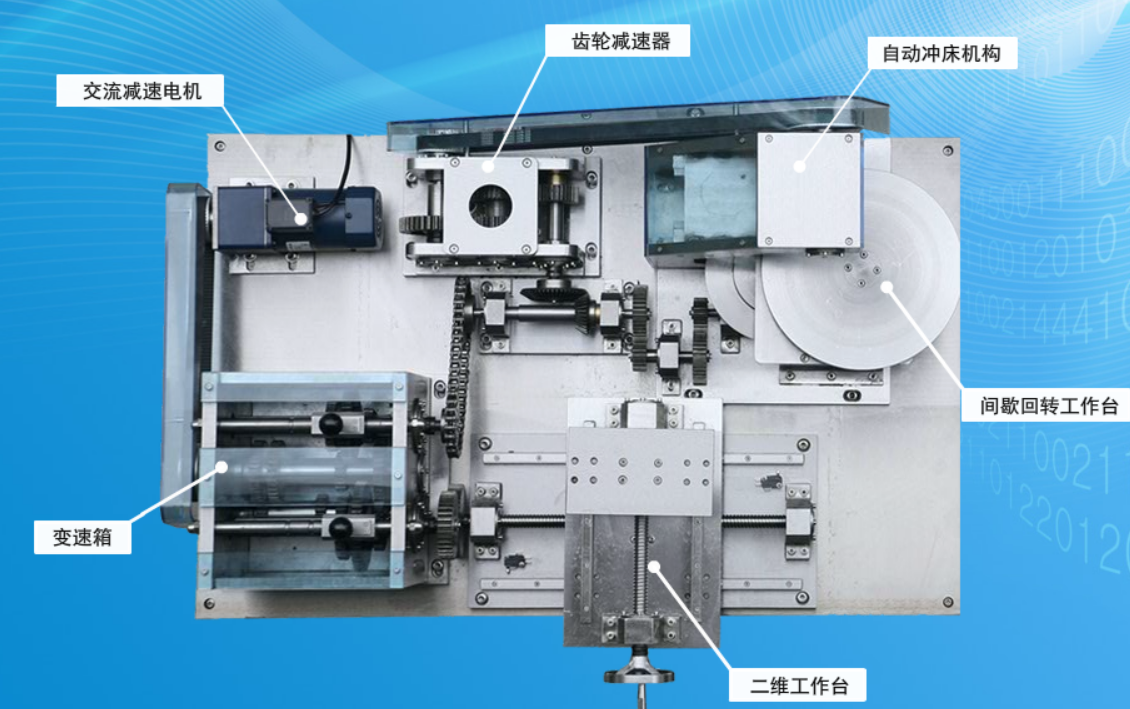 齿轮减速器
自动冲床机构
交流减速电机
间歇回转工作台
变速箱
二维工作台